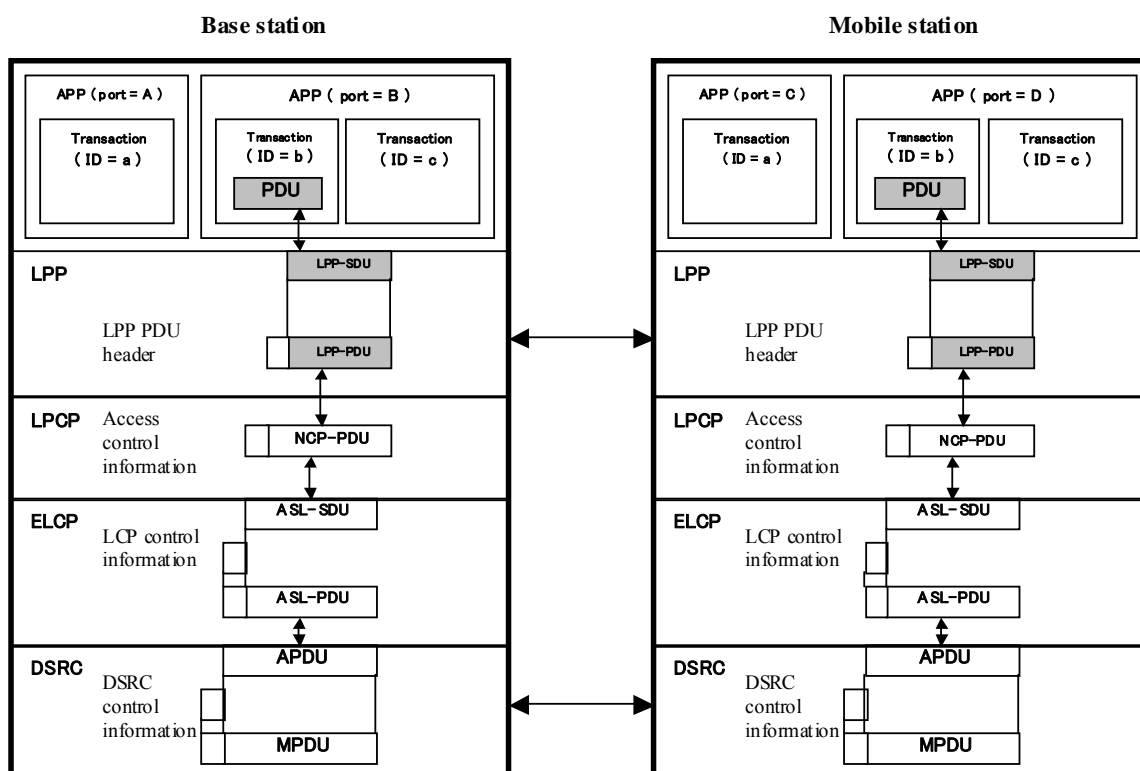 Base station
APP ( port = A )
Transaction
( ID = a )
APP ( port = B )
Transaction
( ID = b )
PDU
Transaction
( ID = c )
LPP
LPP-SDU
LPP PDU
header
LPP-PDU
LPCP
Access
control
information
NCP-PDU
ELCP
ASL-SDU
LCP control
information
ASL-PDU
DSRC
APDU
DSRC
control
information
MPDU
Mobile station
APP ( port = C )
Transaction
( ID = a )
APP ( port = D )
Transaction
( ID = b )
PDU
Transaction
( ID = c )
LPP
LPP-SDU
LPP PDU
header
LPP-PDU
LPCP
Access
control
information
NCP-PDU
ELCP
ASL-SDU
LCP control
information
ASL-PDU
DSRC
APDU
DSRC
control
information
MPDU